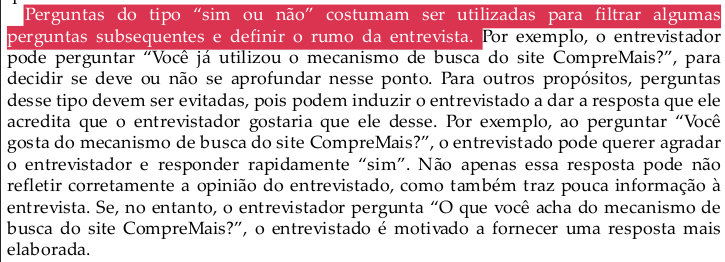 Perguntas do tipo “sim ou não” costumam ser utilizadas para filtrar algumas
perguntas subsequentes e definir o rumo da entrevista. Por exemplo, o entrevistador
pode perguntar “Você já utilizou o mecanismo de busca do site CompreMais?”, para
decidir se deve ou não se aprofundar nesse ponto. Para outros propósitos, perguntas
desse tipo devem ser evitadas, pois podem induzir o entrevistado a dar a resposta que ele
acredita que o entrevistador gostaria que ele desse. Por exemplo, ao perguntar “Você
gosta do mecanismo de busca do site CompreMais?”, o entrevistado pode querer agradar
o entrevistador e responder rapidamente “sim”. Não apenas essa resposta pode não
refletir corretamente a opinião do entrevistado, como também traz pouca informação à
entrevista. Se, no entanto, o entrevistador pergunta “O que você acha do mecanismo de
busca do site CompreMais?”, o entrevistado é motivado a fornecer uma resposta mais
elaborada.